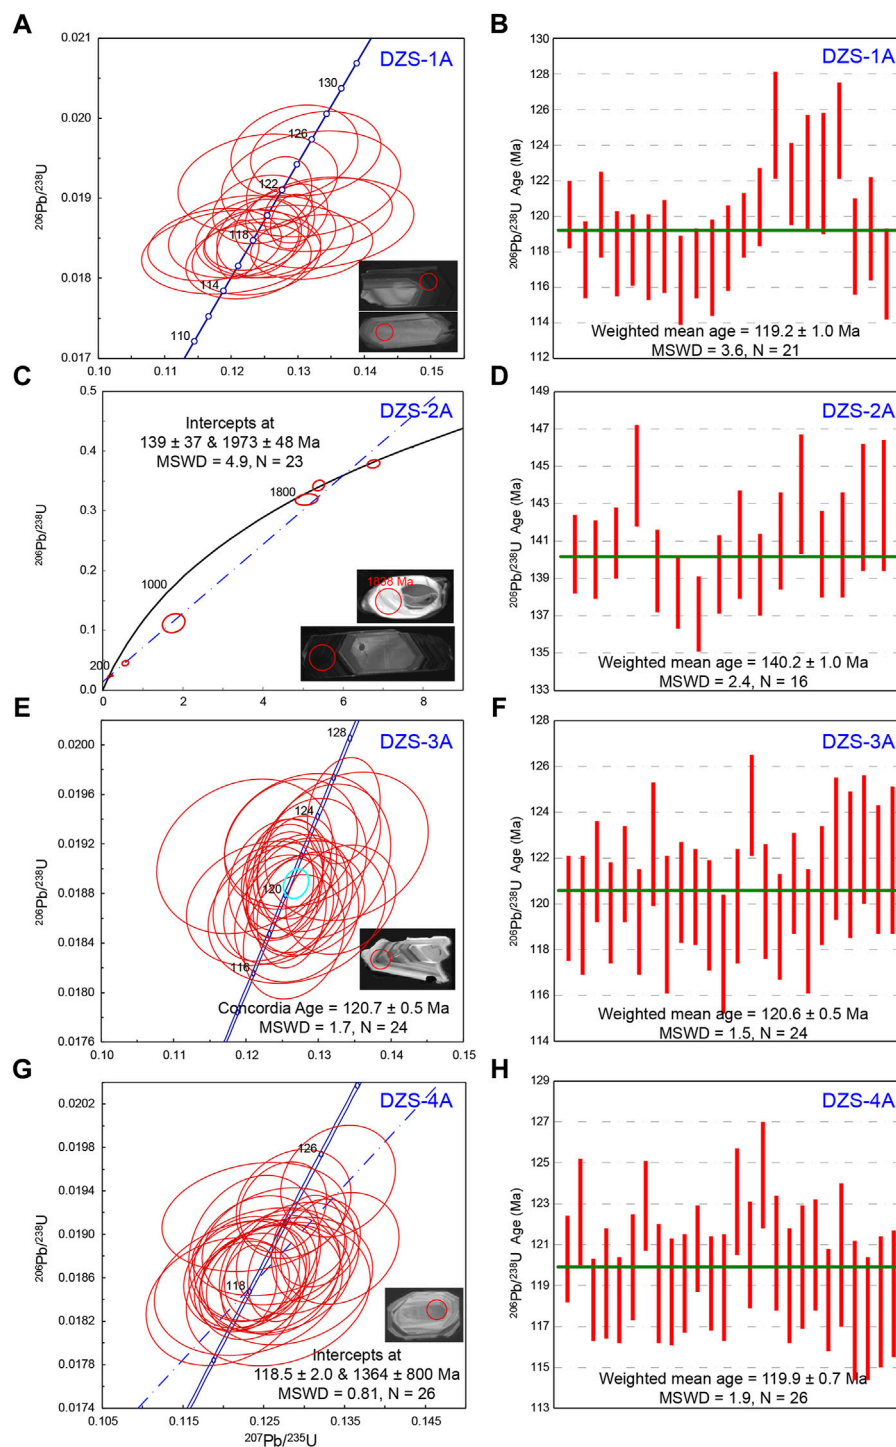 A
DZS-1A
0.021
0.020
0.019
0.018
0.017
206Pb/238U
130
126
122
118
114
110
0.11
0.12
0.13
0.14
0.15
B
DZS-1A
130
128
126
124
122
120
118
116
114
112
206Pb/238U Age (Ma)
Weighted mean age = 119.2 ± 1.0 Ma
MSWD = 3.6, N = 21
C
DZS-2A
0.5
0.4
0.3
0.2
0.1
0.0
206Pb/238U
Intercepts at
139 ± 37 & 1973 ± 48 Ma
MSWD = 4.9, N = 23
1800
1000
200
1838 Ma
0
2
4
6
8
D
DZS-2A
149
147
145
143
141
139
137
135
133
206Pb/238U Age (Ma)
Weighted mean age = 140.2 ± 1.0 Ma
MSWD = 2.4, N = 16
E
DZS-3A
0.0200
0.0196
0.0192
0.0188
0.0184
0.0180
0.0176
206Pb/238U
128
124
120
116
Concordia Age = 120.7 ± 0.5 Ma
MSWD = 1.7, N = 24
0.10
0.11
0.12
0.13
0.14
0.15
F
DZS-3A
128
126
124
122
120
118
116
114
206Pb/238U Age (Ma)
Weighted mean age = 120.6 ± 0.5 Ma
MSWD = 1.5, N = 24
G
DZS-4A
0.0202
0.0198
0.0194
0.0190
0.0186
0.0182
0.0178
0.0174
206Pb/238U
126
118
Intercepts at
118.5 ± 2.0 & 1364 ± 800 Ma
MSWD = 0.81, N = 26
0.105
0.115
0.125
0.135
0.145
207Pb/235U
H
DZS-4A
129
127
125
123
121
119
117
115
113
206Pb/238U Age (Ma)
Weighted mean age = 119.9 ± 0.7 Ma
MSWD = 1.9, N = 26